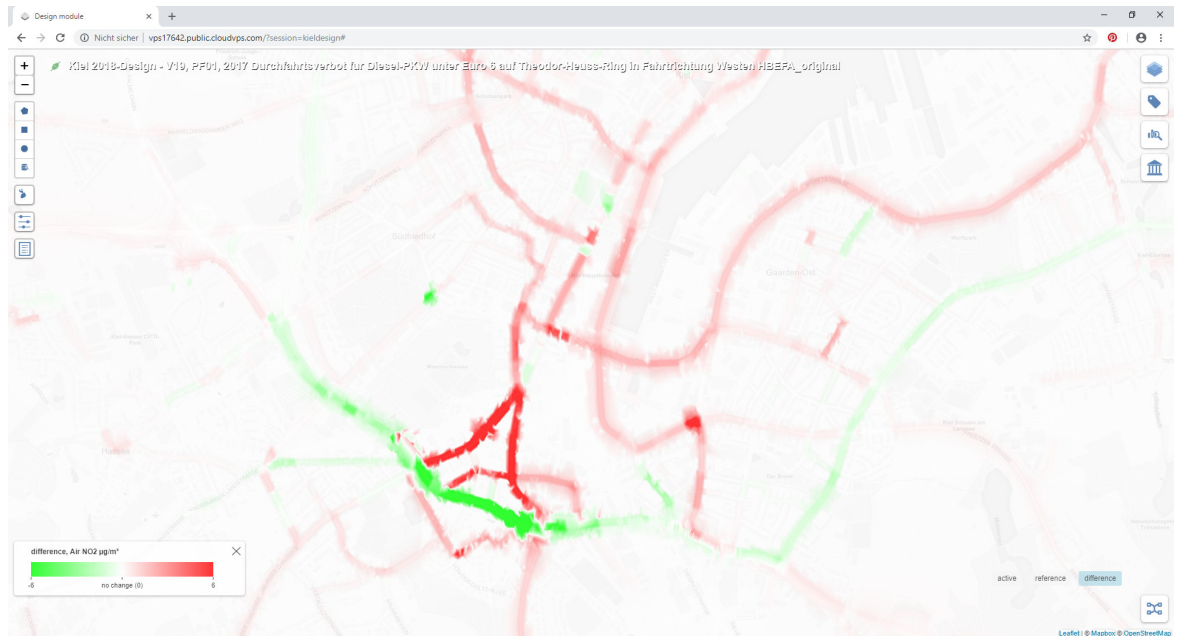 Design module
Nicht sicher | vps17642.public.cloudvps.com/?session=kieldesign#
Kiel 2018-Design - V19, PF01, 2017 Durchfahrtsverbot für Diesel-PKW unter Euro 6 auf Theodor-Heuss-Ring in Fahrtrichtung Westen HBEFA_original
+
−
Südfriedhof
Gaarden-Ost
Hassee
difference, Air NO2 µg/m³
-6
no change (0)
6
active
reference
difference
Leaflet | © Mapbox © OpenStreetMap